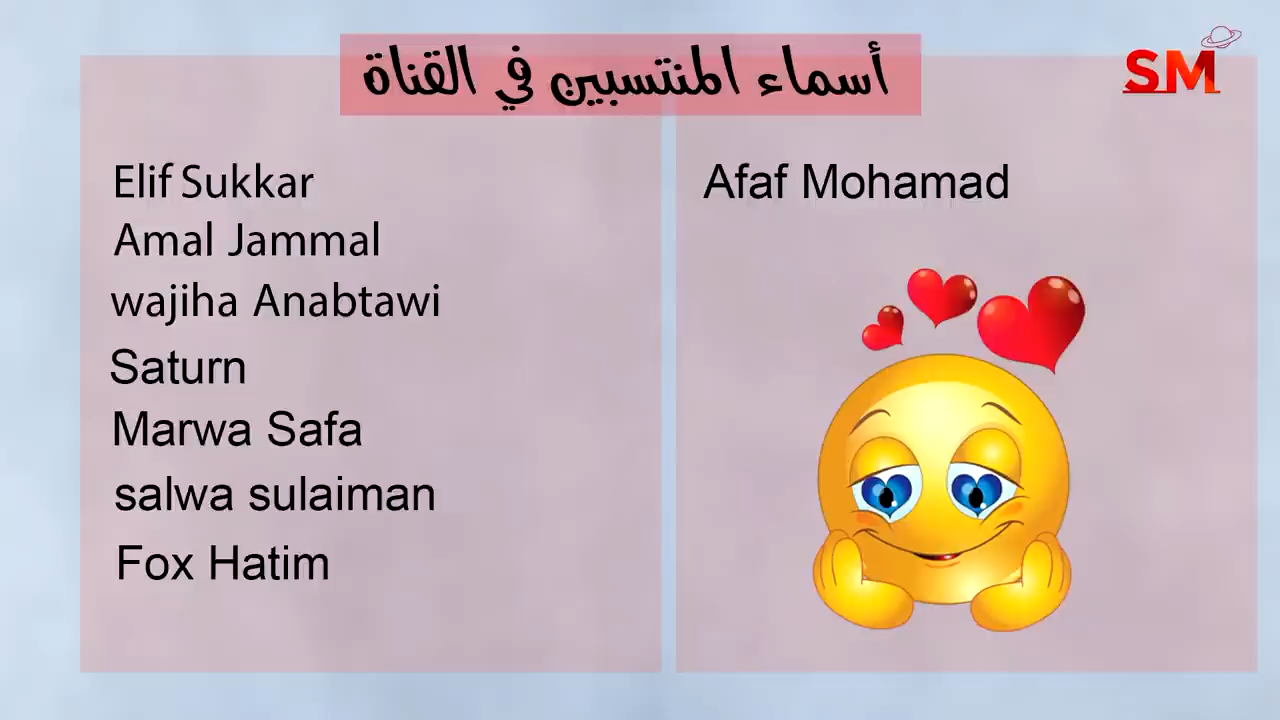 أسماء المنتسبين في القناة
SM
Elif Sukkar
Amal Jammal
wajiha Anabtawi
Saturn
Marwa Safa
salwa sulaiman
Fox Hatim
Afaf Mohamad